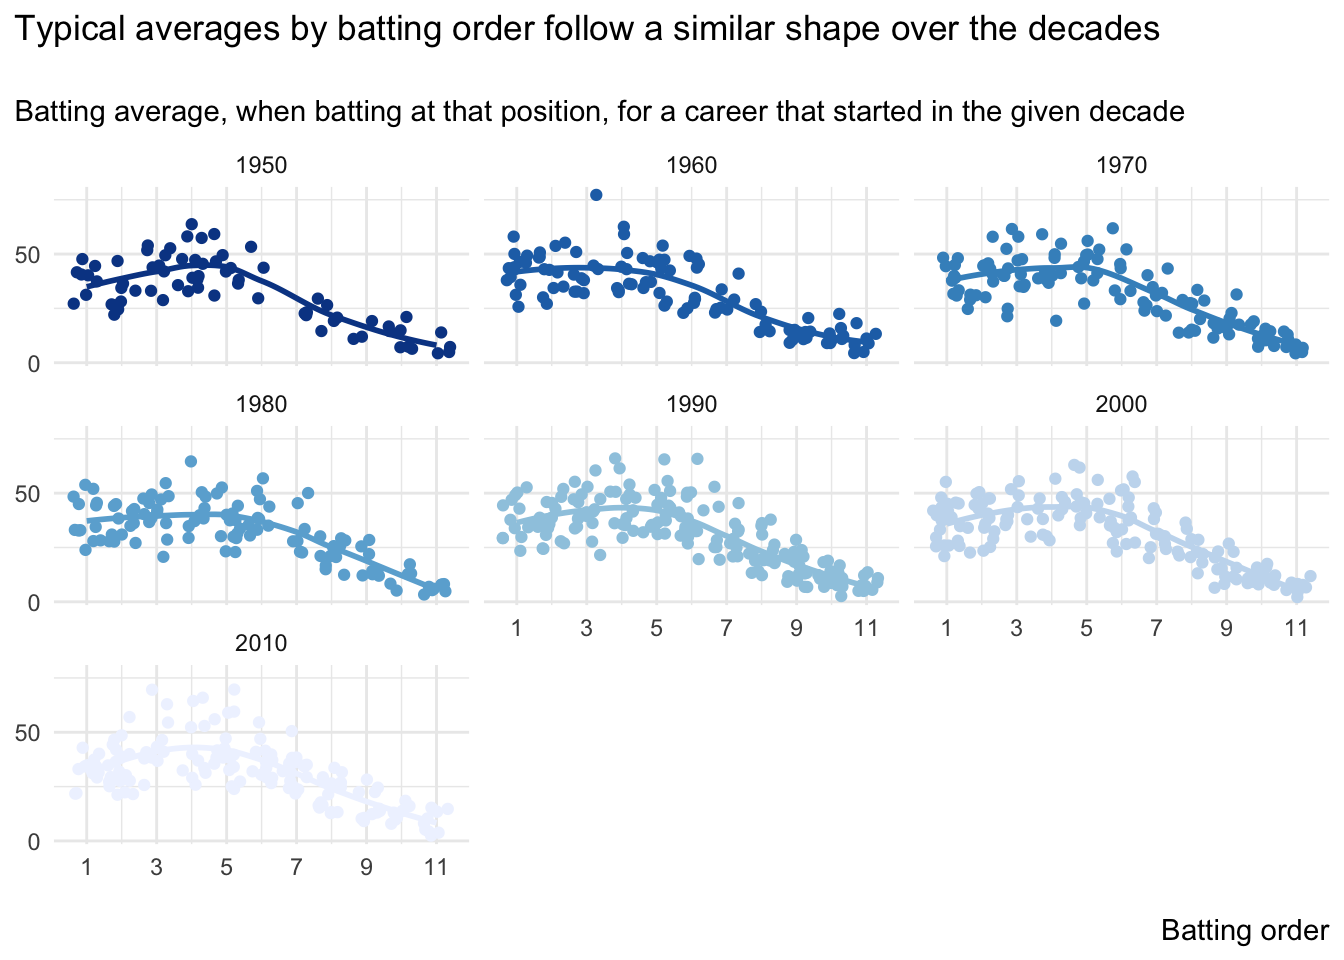 Typical averages by batting order follow a similar shape over the decades
Batting average, when batting at that position, for a career that started in the given decade
1950 1960 1970
50
0
1980 1990 2000
50
0
1 3 5 7 9 11 1 3 5 7 9 11
2010
50
0
1 3 5 7 9 11
Batting order